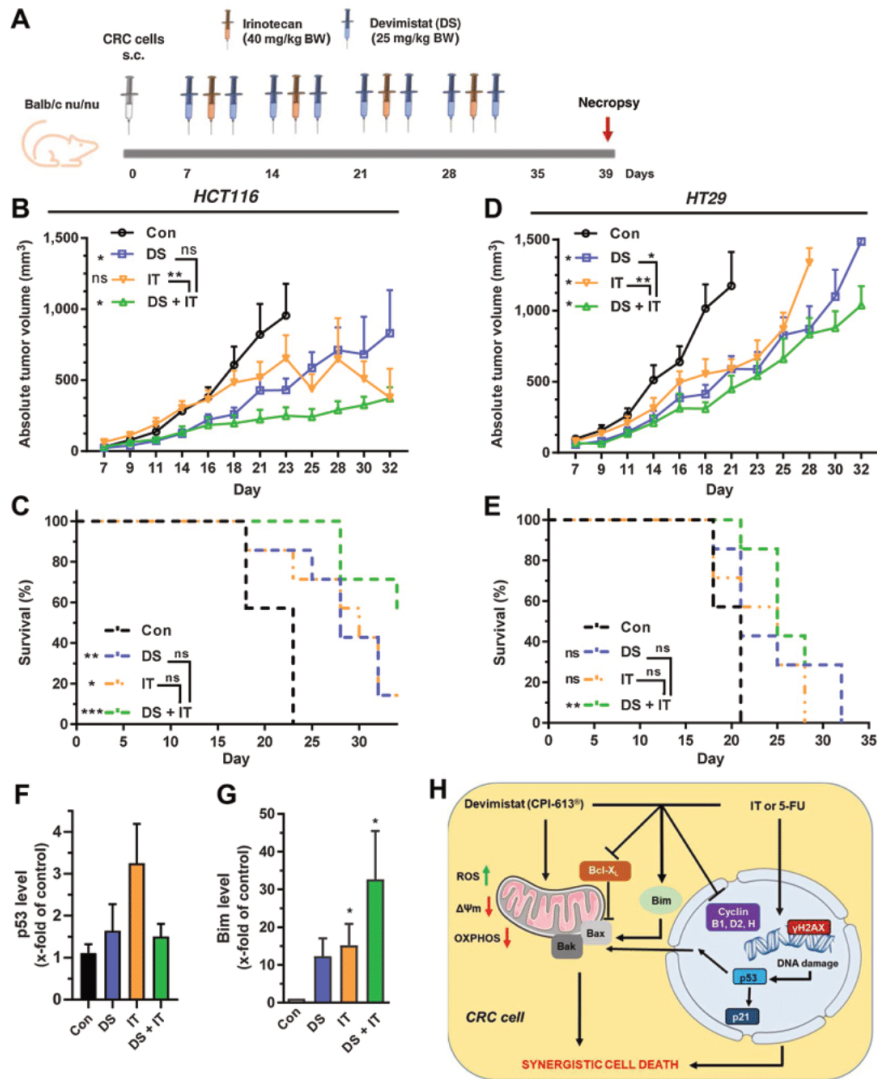 A
Irinotecan
(40 mg/kg BW)
Devimistat (DS)
(25 mg/kg BW)
CRC cells
s.c.
Balb/c nu/nu
Necropsy
0 7 14 21 28 35 39 Days
B
HCT116
Absolute tumor volume (mm³)
1,500
1,000
500
0
Con
* DS ns
ns IT **
* DS + IT
7 9 11 14 16 18 21 23 25 28 30 32
Day
D
HT29
Absolute tumor volume (mm³)
1,500
1,000
500
0
Con
* DS *
* IT **
* DS + IT
7 9 11 14 16 18 21 23 25 28 30 32
Day
C
Survival (%)
100
80
60
40
20
0
Con
** DS ns
* IT ns
*** DS + IT
0 5 10 15 20 25 30
Day
E
Survival (%)
100
80
60
40
20
0
Con
ns DS ns
ns IT ns
** DS + IT
0 5 10 15 20 25 30 35
Day
F
p53 level
(x-fold of control)
4
3
2
1
0
Con DS IT DS + IT
G
Bim level
(x-fold of control)
50
40
30
20
10
0
* *
Con DS IT DS + IT
H
Devimistat (CPI-613®) IT or 5-FU
ROS
ΔΨm
OXPHOS
Bcl-XL
Bim
Bax
Bak
Cyclin
B1, D2, H
γH2AX
DNA damage
p53
p21
CRC cell
SYNERGISTIC CELL DEATH